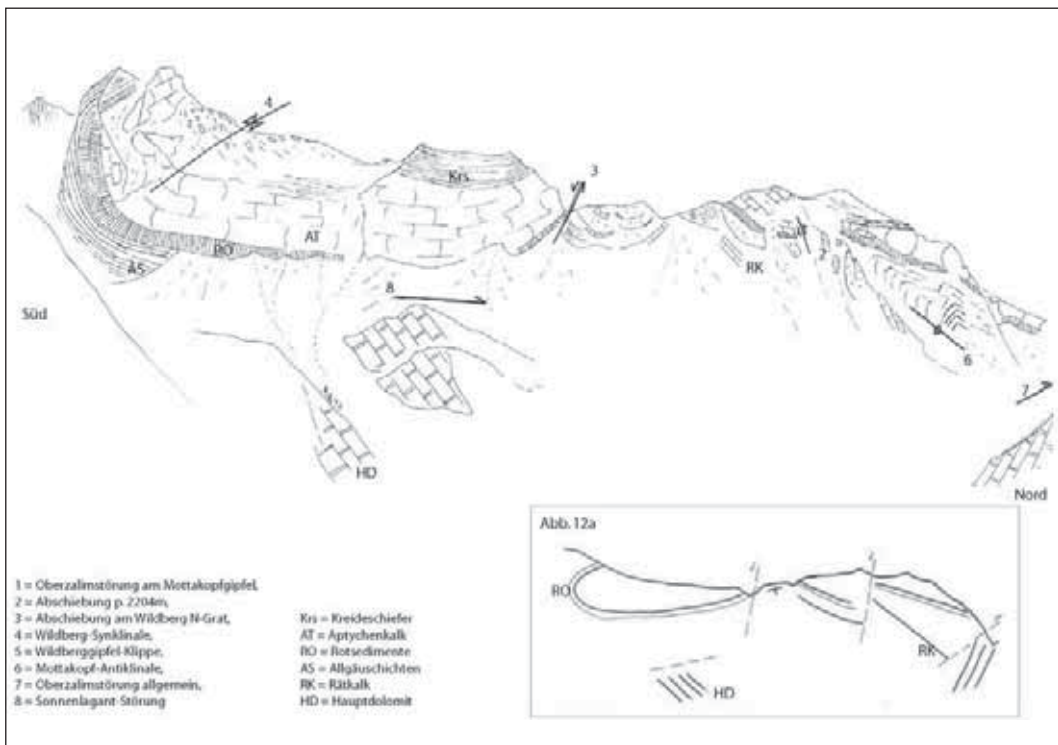 4
3
Krs
AT
RO
RK
2
AS
8
Süd
6
7
HD
Nord
Abb. 12a
RO
RK
HD
1 = Oberzalimstörung am Mottakopfgipfel,
2 = Abschiebung p. 2204m,
3 = Abschiebung am Wildberg N-Grat,
4 = Wildberg-Synklinale,
5 = Wildberggipfel-Klippe,
6 = Mottakopf-Antiklinale,
7 = Oberzalimstörung allgemein,
8 = Sonnenlagant-Störung
Krs = Kreideschiefer
AT = Aptychenkalk
RO = Rotsedimente
AS = Allgäuschichten
RK = Rätkalk
HD = Hauptdolomit